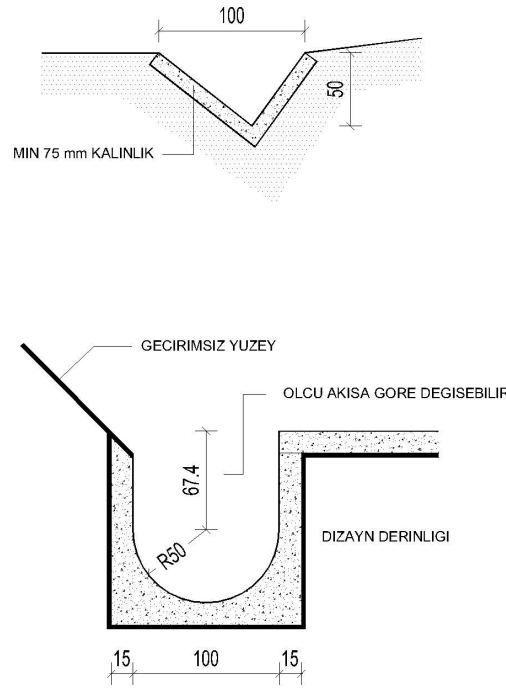 100
50
MIN 75 mm KALINLIK
GECIRIMSIZ YUZEY
OLCU AKISA GORE DEGISEBILIR
67.4
R50
DIZAYN DERINLIGI
15 100 15